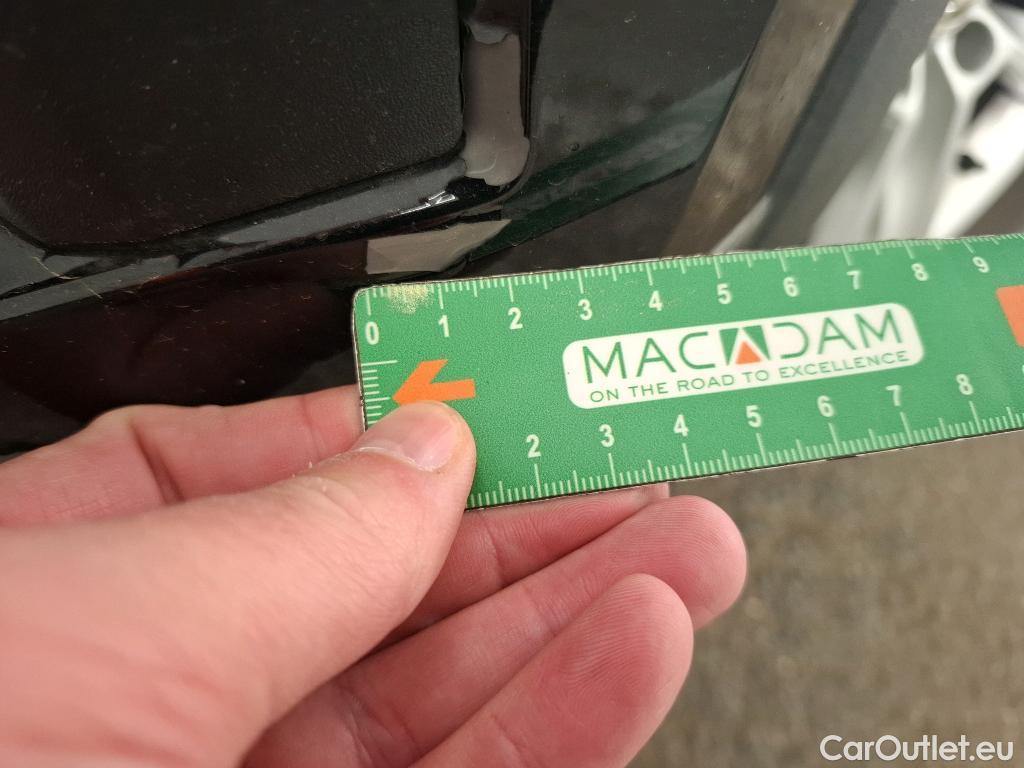 0 1 2 3 4 5 6 7 8 9
MACADAM
ON THE ROAD TO EXCELLENCE
2 3 4 5 6 7 8
CarOutlet.eu